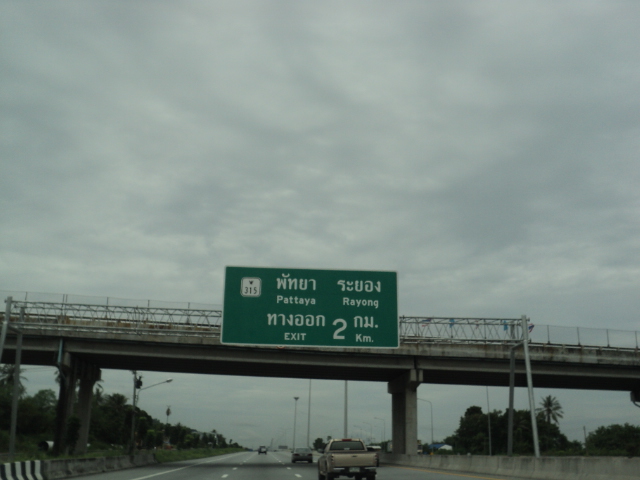 315 พัทยา ระยอง
Pattaya Rayong
ทางออก 2 กม.
EXIT Km.